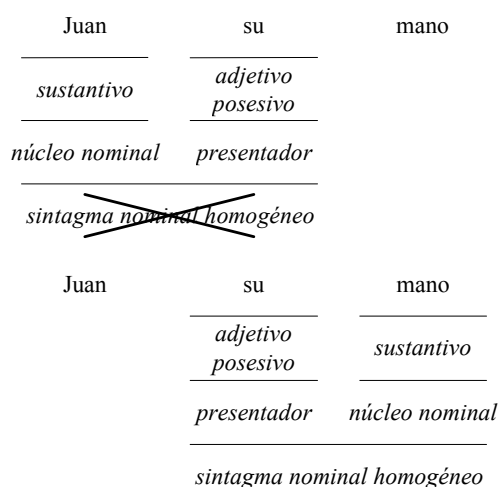 Juan su mano
sustantivo adjetivo posesivo
núcleo nominal presentador
sintagma nominal homogéneo
Juan su mano
adjetivo posesivo sustantivo
presentador núcleo nominal
sintagma nominal homogéneo